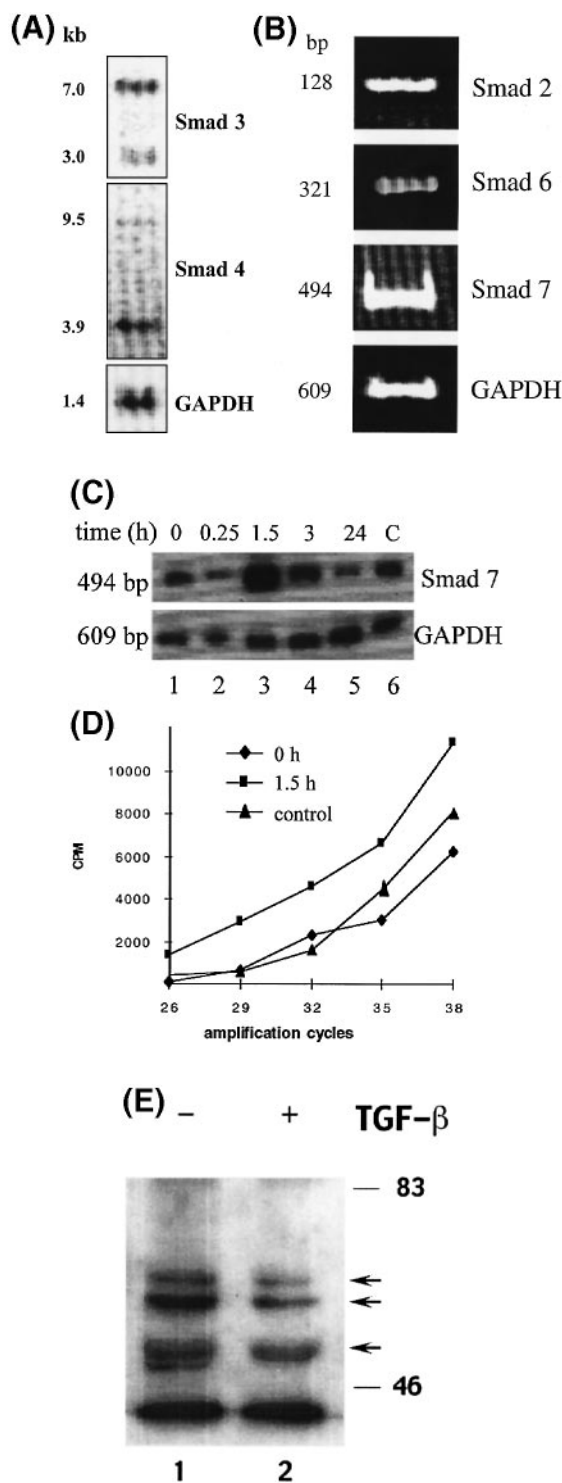 (A) kb
7.0
Smad 3
3.0
9.5
Smad 4
3.9
1.4 GAPDH
(B) bp
128 Smad 2
321 Smad 6
494 Smad 7
609 GAPDH
(C)
time (h) 0 0.25 1.5 3 24 C
494 bp Smad 7
609 bp GAPDH
1 2 3 4 5 6
(D)
0 h
1.5 h
control
10000
8000
6000
4000
2000
CPM
26 29 32 35 38
amplification cycles
(E) − + TGF-β
83
46
1 2